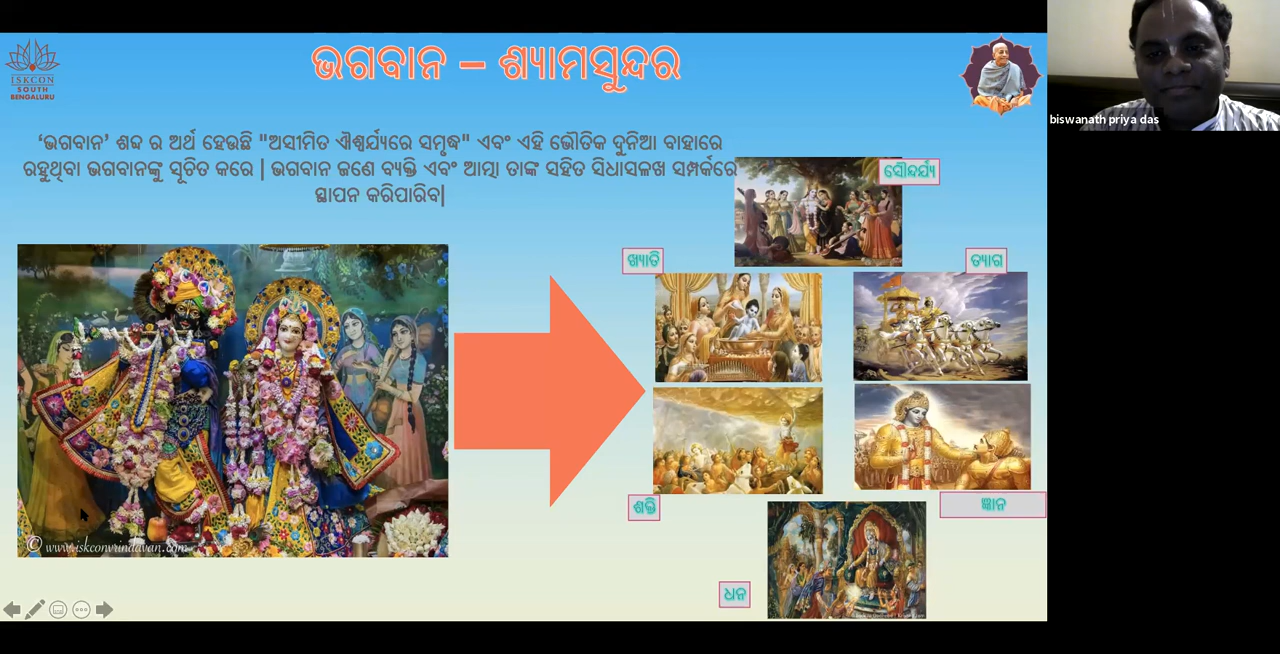 ଭଗବାନ – ଶ୍ୟାମସୁନ୍ଦର
ISKCON
SOUTH
BENGALURU
biswanath priya das
‘ଭଗବାନ’ ଶବ୍ଦ ର ଅର୍ଥ ହେଉଛି "ଅସୀମିତ ଐଶ୍ୱର୍ଯ୍ୟରେ ସମୃଦ୍ଧ" ଏବଂ ଏହି ଭୌତିକ ଦୁନିଆ ବାହାରେ
ରହୁଥିବା ଭଗବାନଙ୍କୁ ସୂଚିତ କରେ | ଭଗବାନ ଜଣେ ବ୍ୟକ୍ତି ଏବଂ ଆତ୍ମା ତାଙ୍କ ସହିତ ସିଧାସଳଖ ସମ୍ପର୍କରେ
ସ୍ଥାପନ କରିପାରିବ|
ସୌନ୍ଦର୍ଯ୍ୟ
ଖ୍ୟାତି
ତ୍ୟାଗ
ଶକ୍ତି
ଜ୍ଞାନ
ଧନ
© www.iskconvrindavan.com